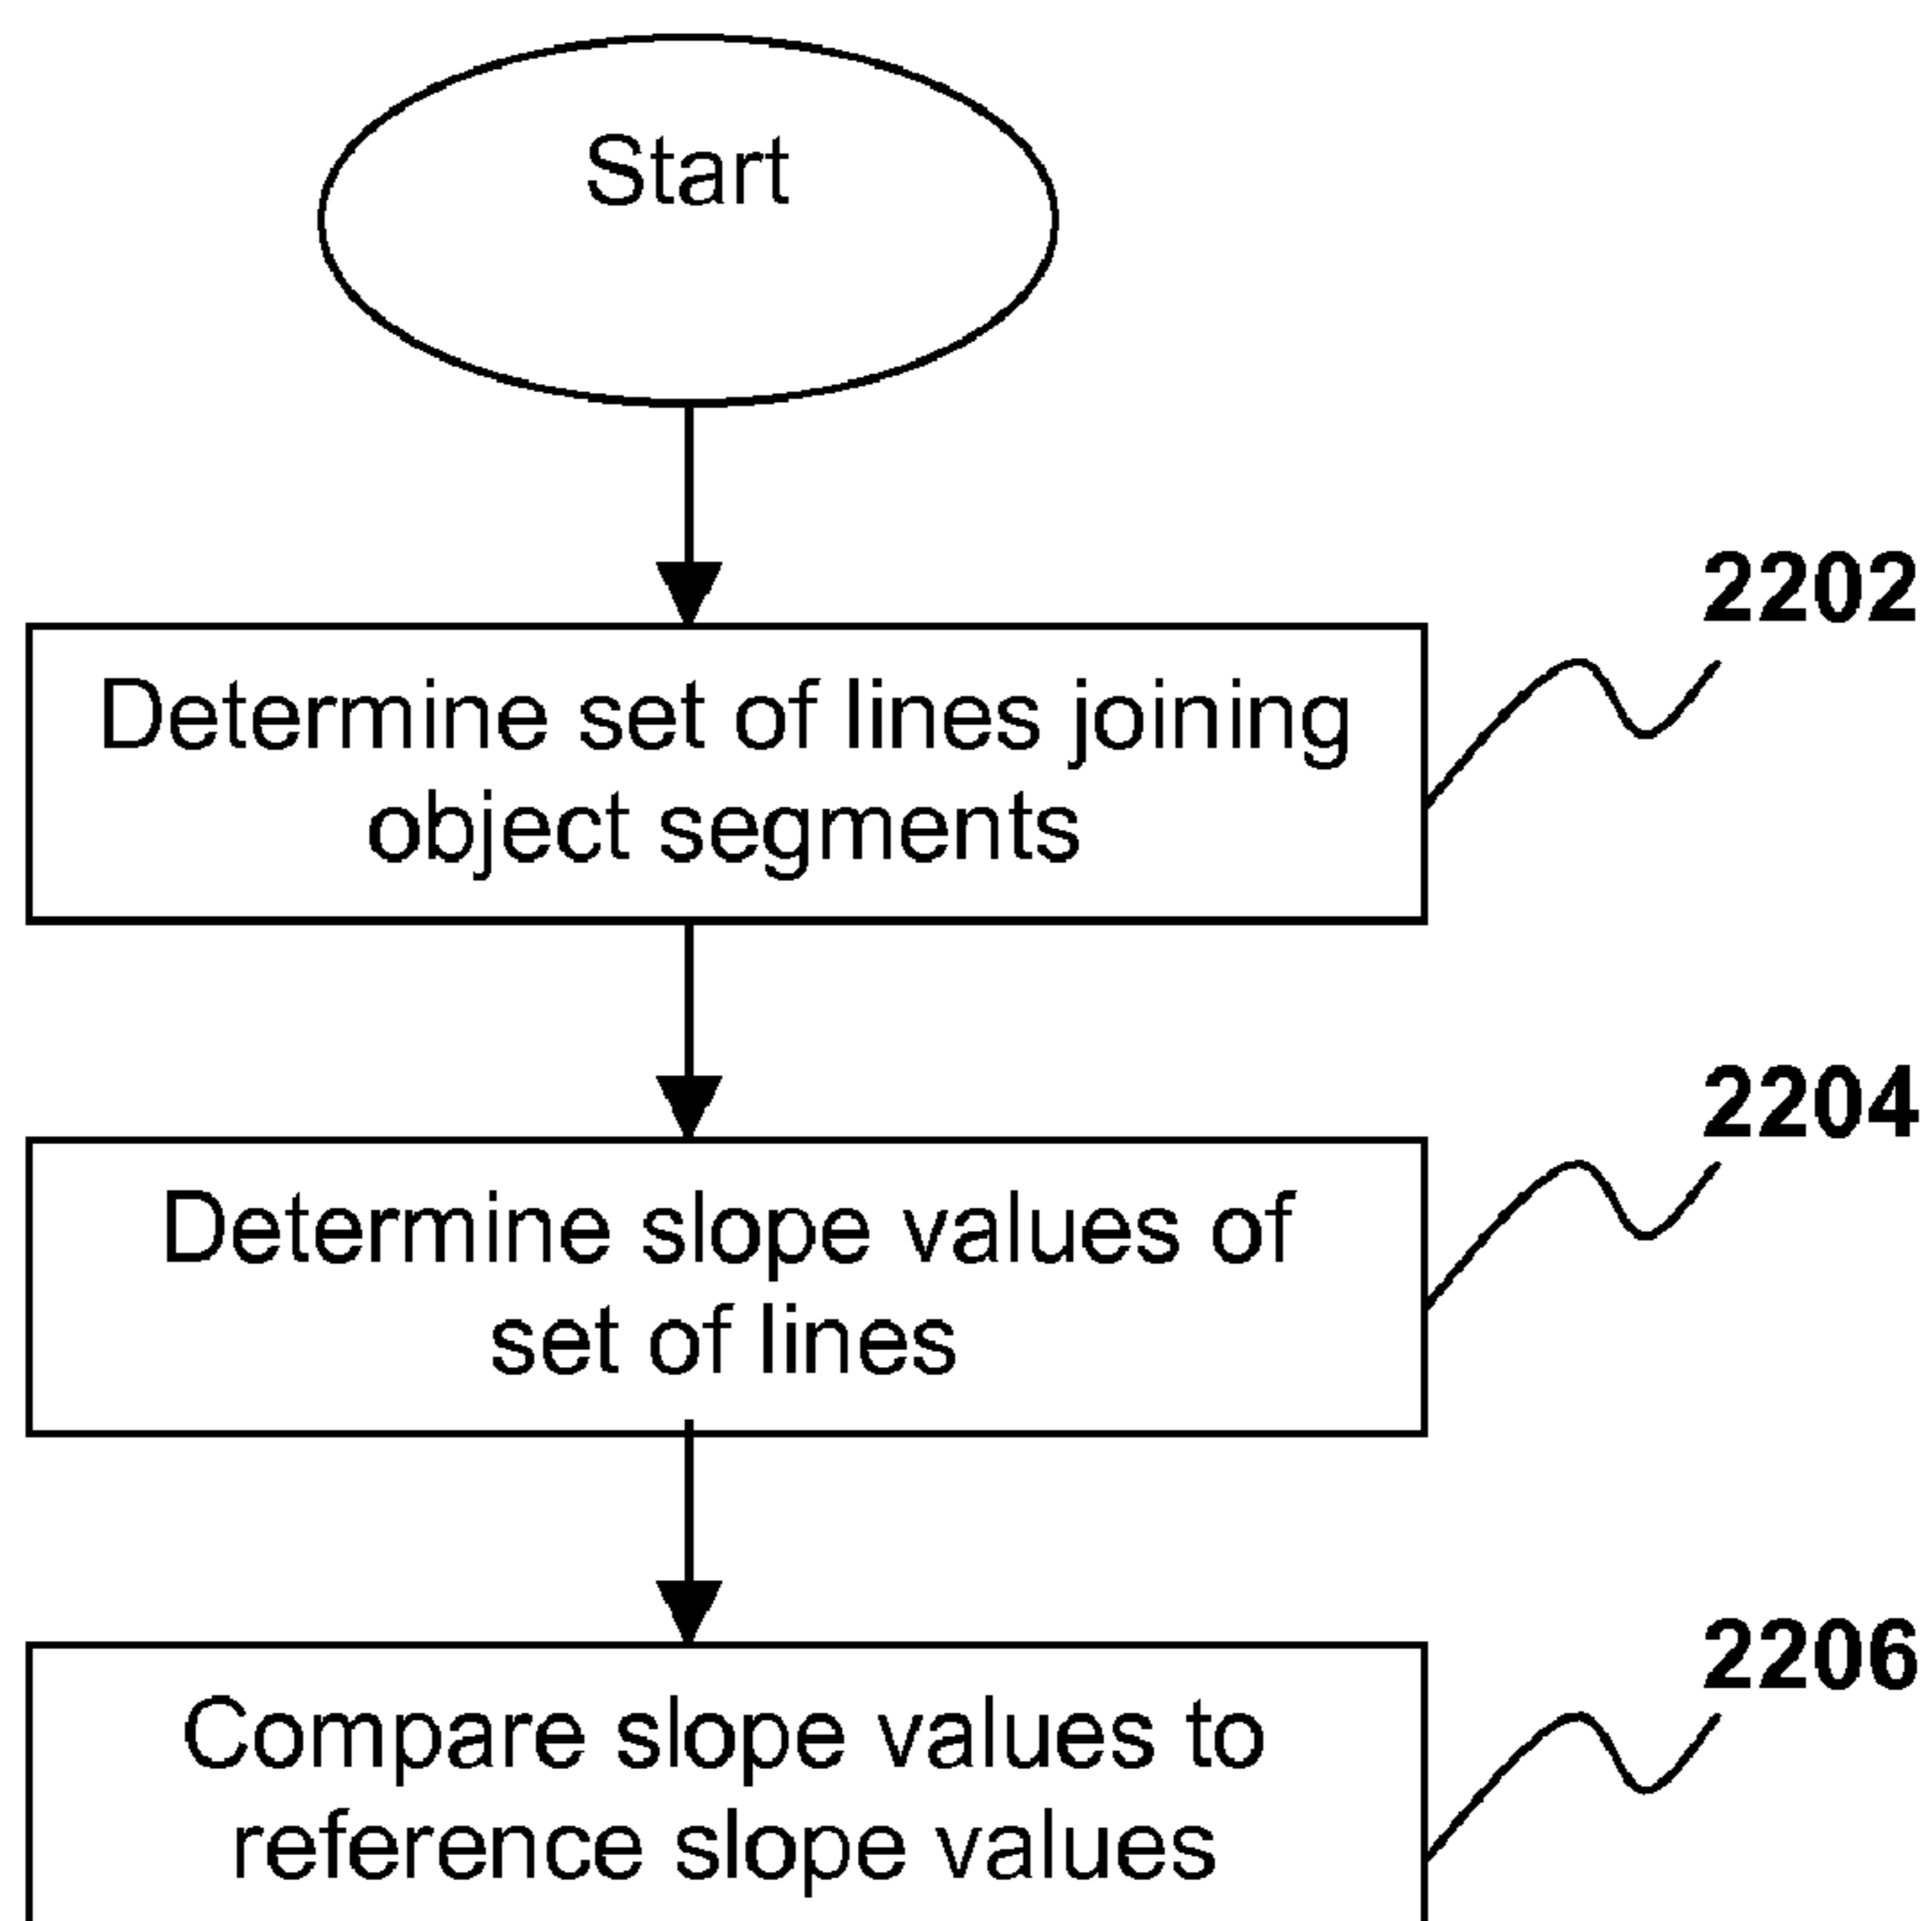 Start
2202
Determine set of lines joining
object segments
2204
Determine slope values of
set of lines
2206
Compare slope values to
reference slope values